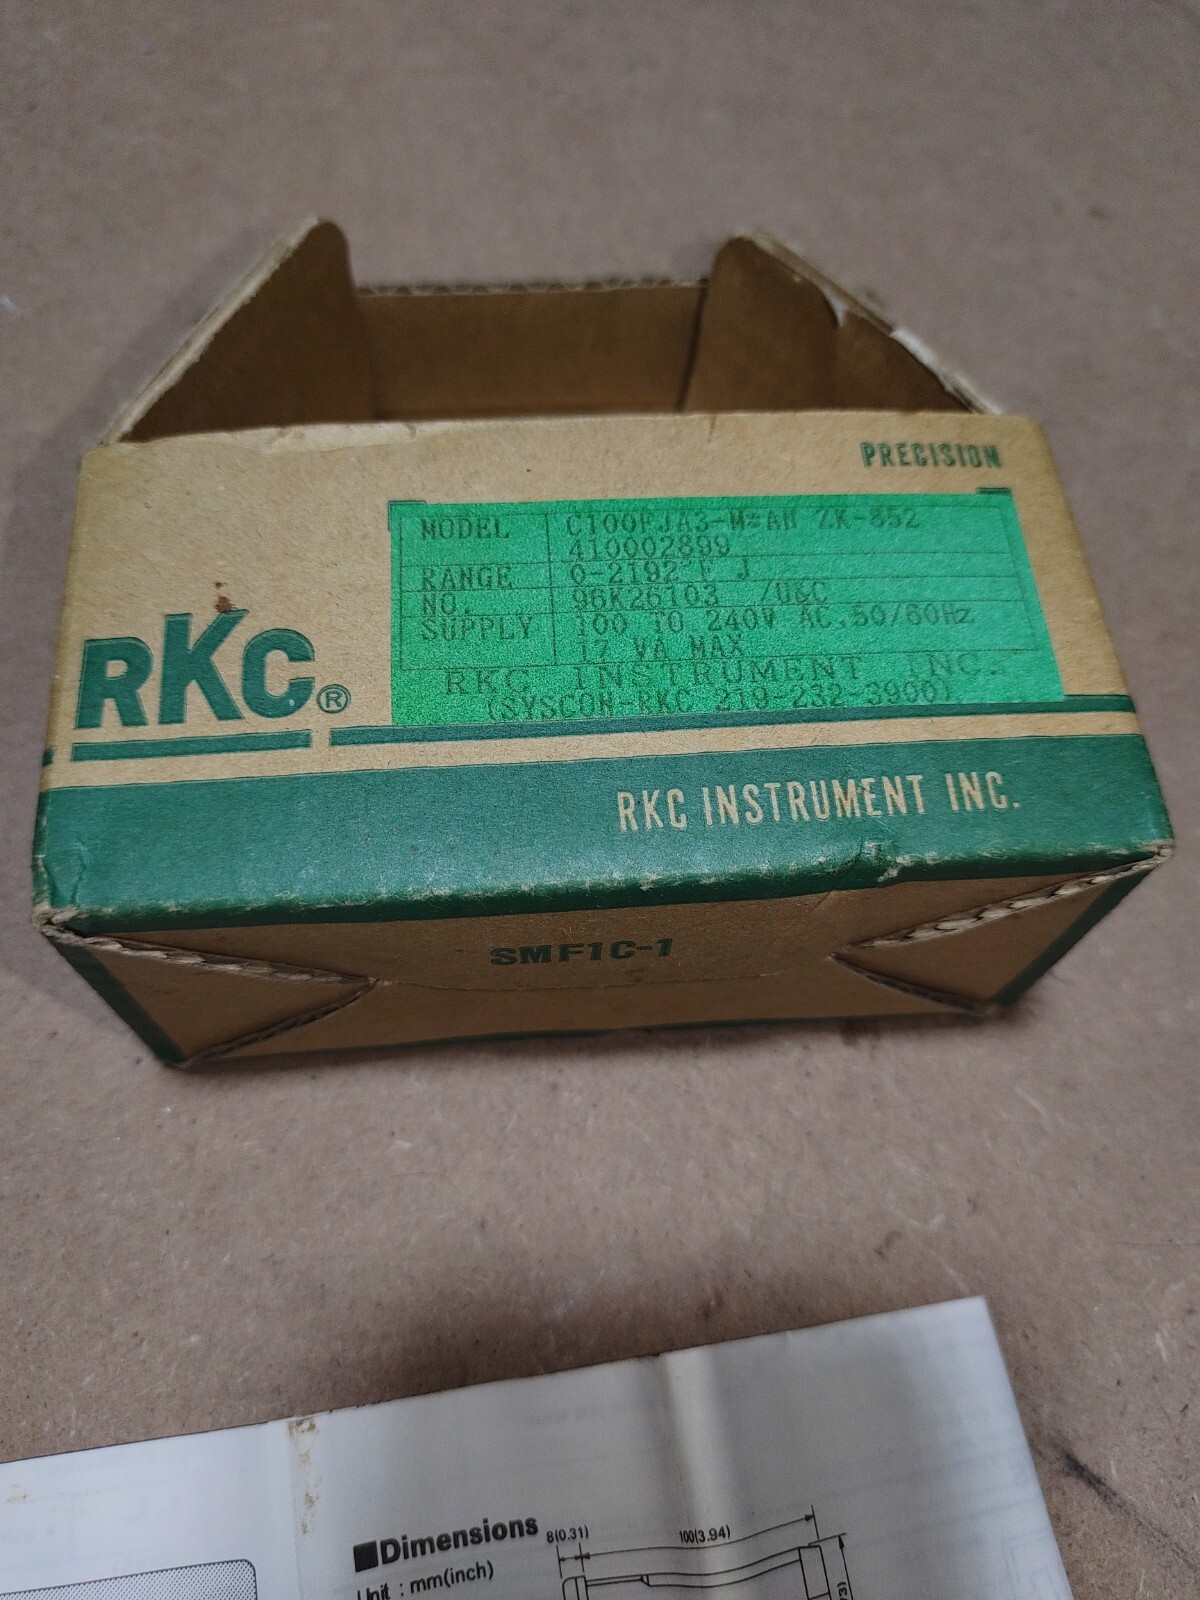 PRECISION
MODEL C100FJA3-M*AN ZK-852
410002899
RANGE 0-2192°F J
NO. 96K26103 /U&C
SUPPLY 100 TO 240V AC.50/60Hz
17 VA MAX
RKC INSTRUMENT INC.
(SYSCON-RKC 219-232-3900)
RKC®
RKC INSTRUMENT INC.
SMF1C-1
■Dimensions
Unit : mm(inch)
8(0.31)
100(3.94)